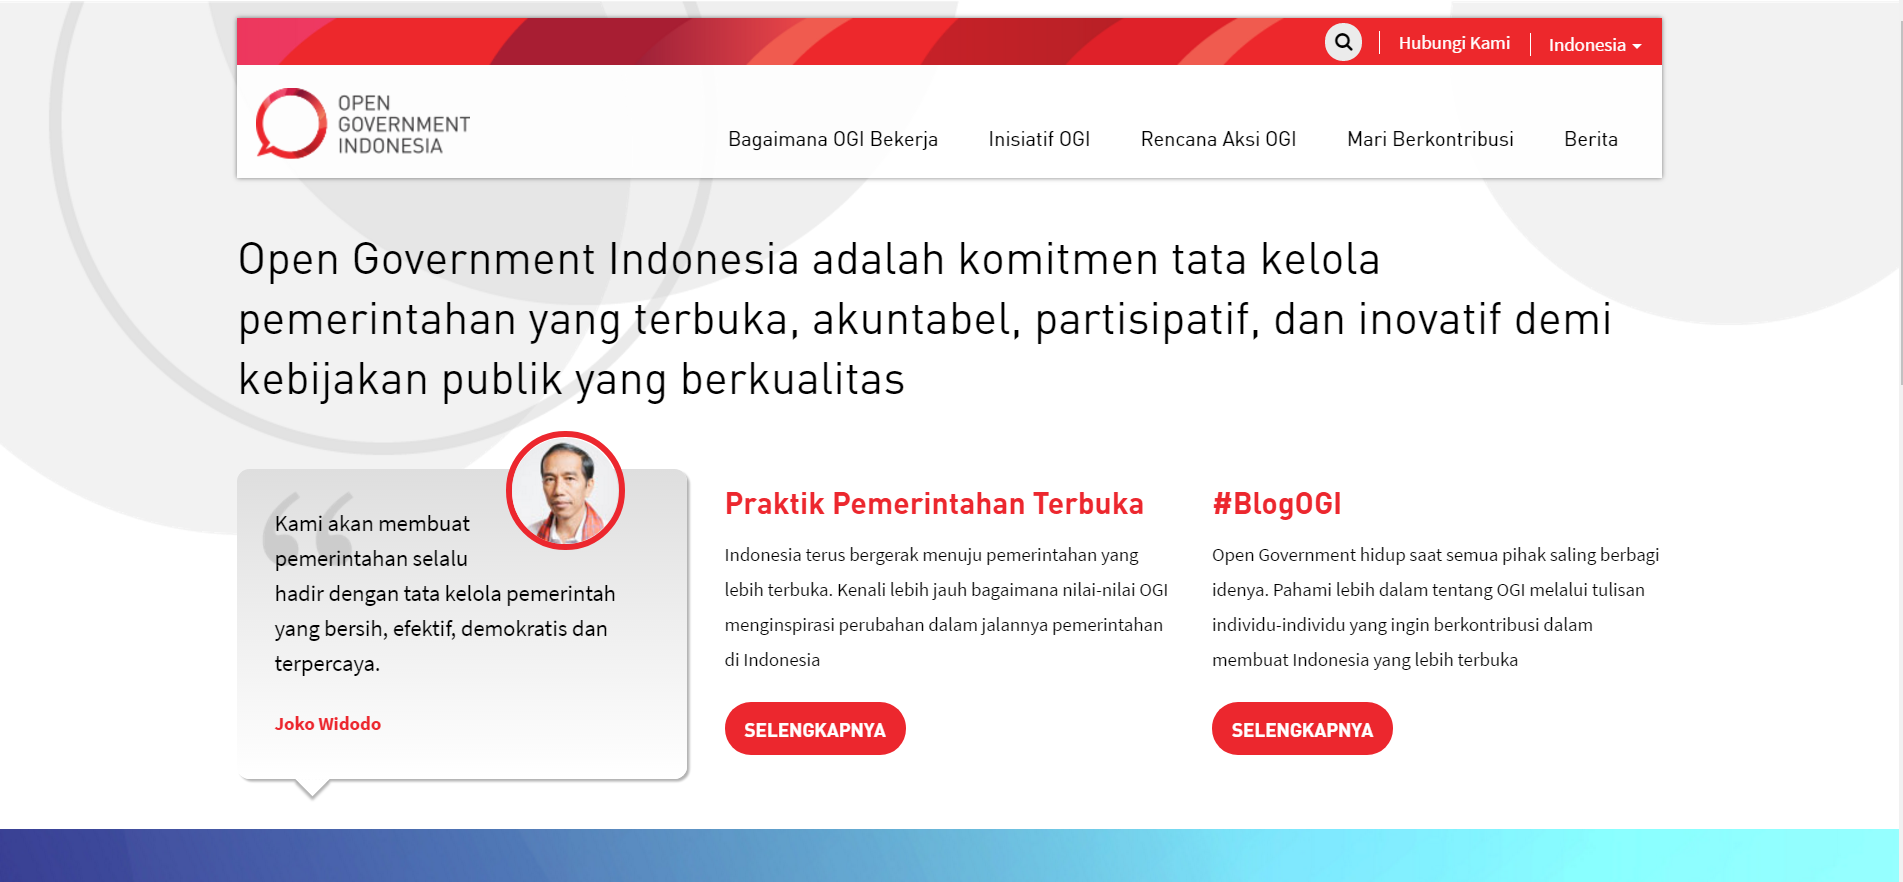 Hubungi Kami
Indonesia
OPEN
GOVERNMENT
INDONESIA
Bagaimana OGI Bekerja
Inisiatif OGI
Rencana Aksi OGI
Mari Berkontribusi
Berita
Open Government Indonesia adalah komitmen tata kelola
pemerintahan yang terbuka, akuntabel, partisipatif, dan inovatif demi
kebijakan publik yang berkualitas
“
Kami akan membuat
pemerintahan selalu
hadir dengan tata kelola pemerintah
yang bersih, efektif, demokratis dan
terpercaya.
Joko Widodo
Praktik Pemerintahan Terbuka
Indonesia terus bergerak menuju pemerintahan yang
lebih terbuka. Kenali lebih jauh bagaimana nilai-nilai OGI
menginspirasi perubahan dalam jalannya pemerintahan
di Indonesia
SELENGKAPNYA
#BlogOGI
Open Government hidup saat semua pihak saling berbagi
idenya. Pahami lebih dalam tentang OGI melalui tulisan
individu-individu yang ingin berkontribusi dalam
membuat Indonesia yang lebih terbuka
SELENGKAPNYA